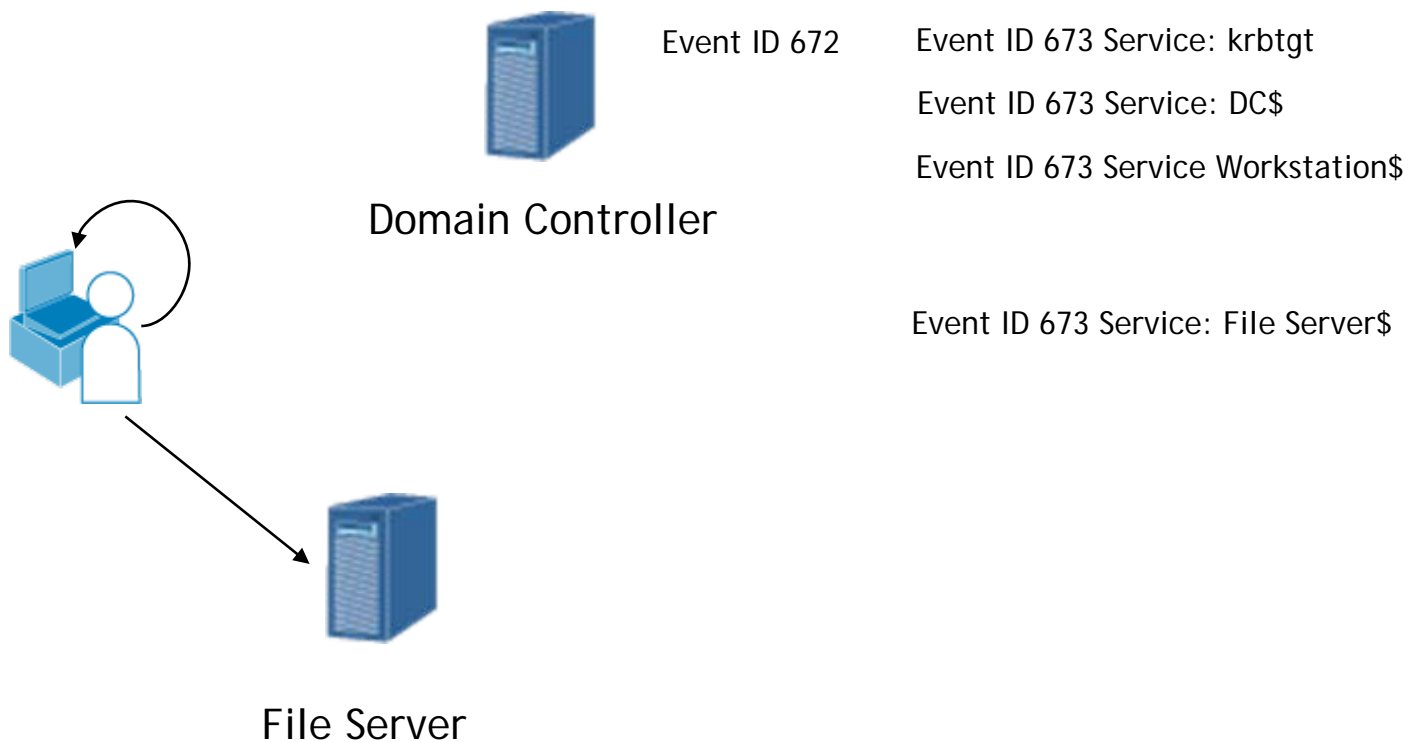 Event ID 672
Event ID 673 Service: krbtgt
Event ID 673 Service: DC$
Event ID 673 Service Workstation$
Domain Controller
Event ID 673 Service: File Server$
File Server